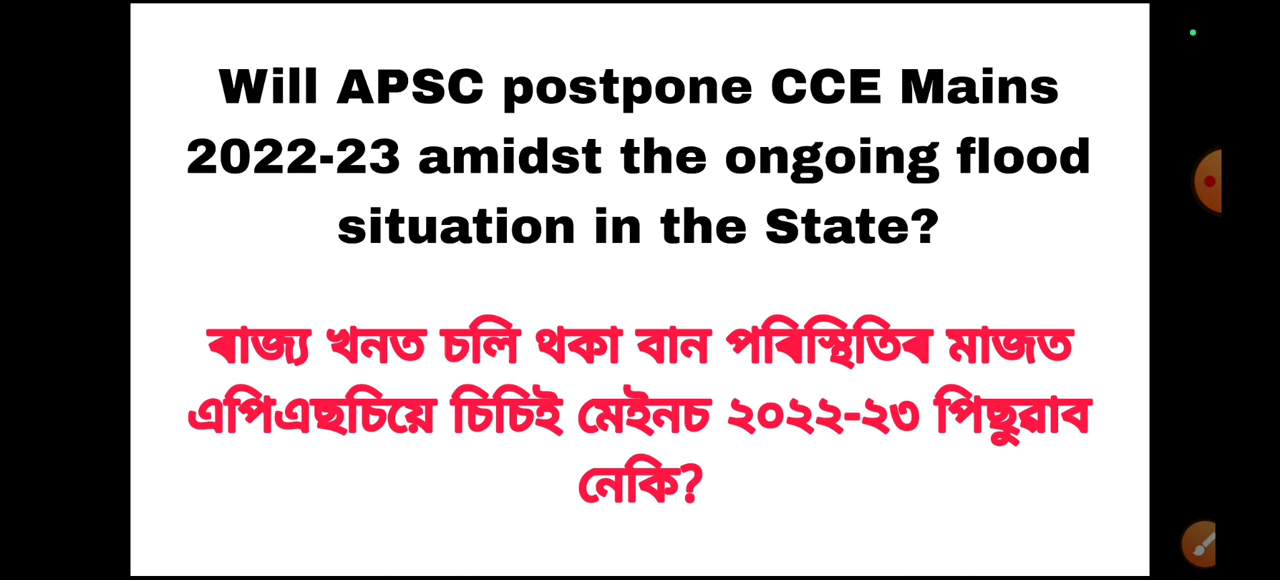 Will APSC postpone CCE Mains
2022-23 amidst the ongoing flood
situation in the State?
ৰাজ্য খনত চলি থকা বান পৰিস্থিতিৰ মাজত
এপিএছচিয়ে চিচিই মেইনচ ২০২২-২৩ পিছুৱাব
নেকি?